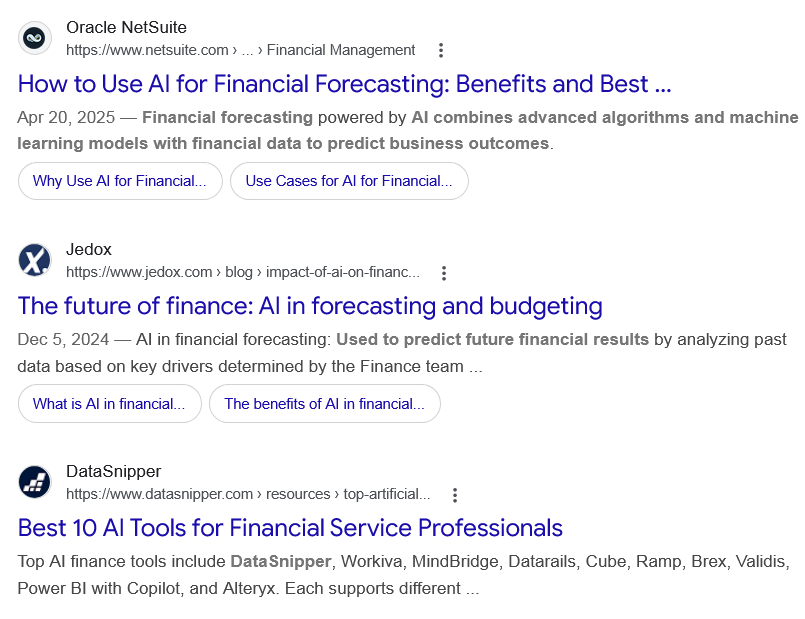 Oracle NetSuite
https://www.netsuite.com › ... › Financial Management
How to Use AI for Financial Forecasting: Benefits and Best ...
Apr 20, 2025 — Financial forecasting powered by AI combines advanced algorithms and machine
learning models with financial data to predict business outcomes.
Why Use AI for Financial... Use Cases for AI for Financial...
Jedox
https://www.jedox.com › blog › impact-of-ai-on-financ...
The future of finance: AI in forecasting and budgeting
Dec 5, 2024 — AI in financial forecasting: Used to predict future financial results by analyzing past
data based on key drivers determined by the Finance team ...
What is AI in financial... The benefits of AI in financial...
DataSnipper
https://www.datasnipper.com › resources › top-artificial...
Best 10 AI Tools for Financial Service Professionals
Top AI finance tools include DataSnipper, Workiva, MindBridge, Datarails, Cube, Ramp, Brex, Validis,
Power BI with Copilot, and Alteryx. Each supports different ...